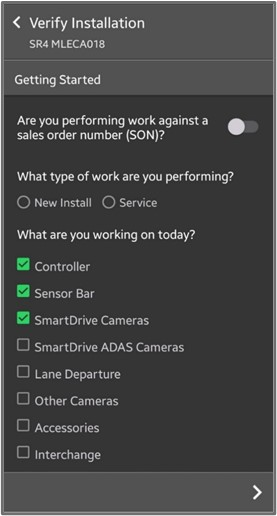 Verify Installation
SR4 MLECA018
Getting Started
Are you performing work against a
sales order number (SON)?
What type of work are you performing?
New Install Service
What are you working on today?
Controller
Sensor Bar
SmartDrive Cameras
SmartDrive ADAS Cameras
Lane Departure
Other Cameras
Accessories
Interchange